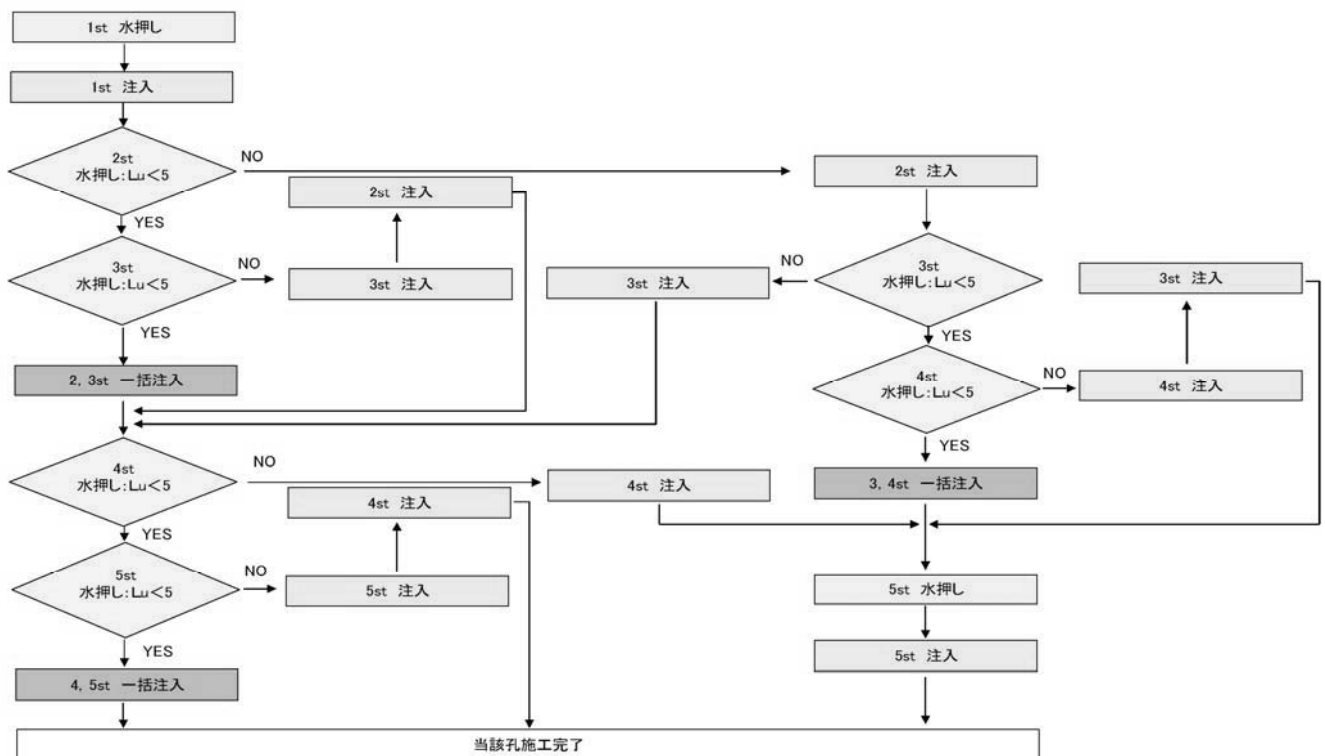 1st 水押し
1st 注入
2st
水押し:Lu<5
NO
YES
2st 注入
3st
水押し:Lu<5
NO
YES
3st 注入
2, 3st 一括注入
2st 注入
3st
水押し:Lu<5
NO
YES
3st 注入
3st 注入
4st
水押し:Lu<5
NO
YES
4st 注入
3, 4st 一括注入
4st
水押し:Lu<5
NO
YES
4st 注入
4st 注入
5st
水押し:Lu<5
NO
YES
5st 注入
4, 5st 一括注入
5st 水押し
5st 注入
当該孔施工完了